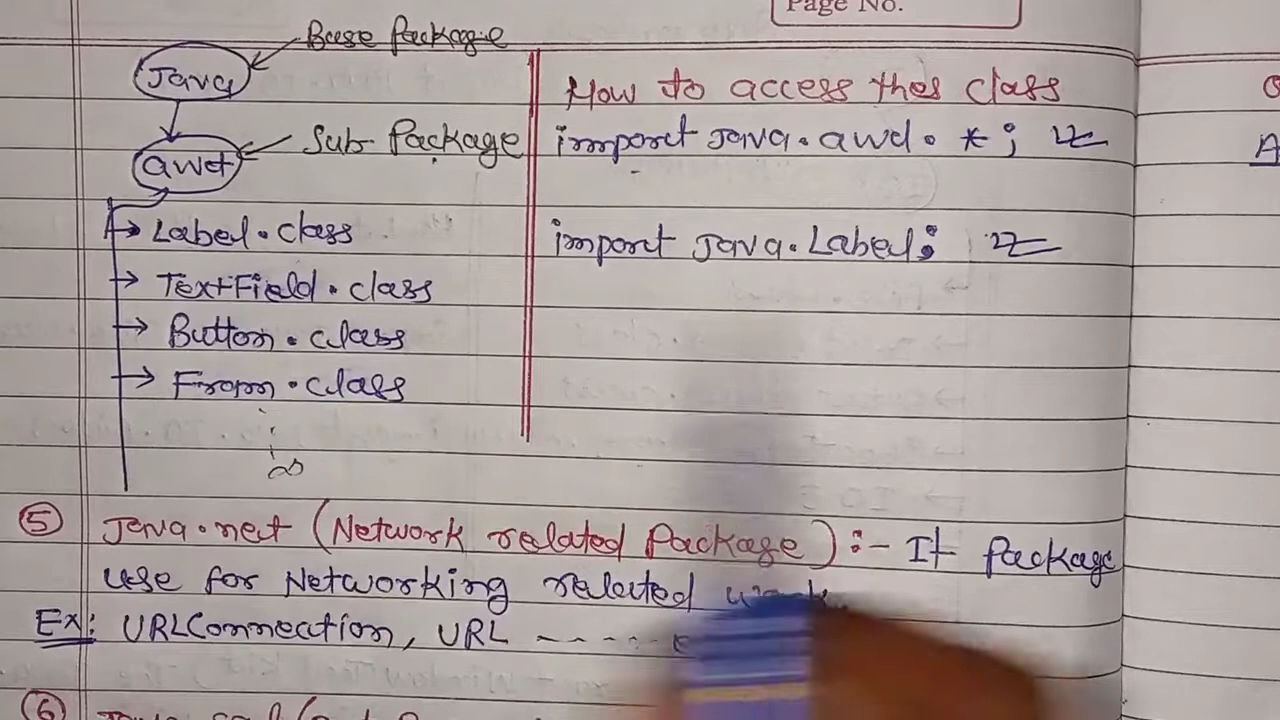 Page No.
Base Package
Java
Sub Package
awt
Label.class
TextField.class
Button.class
From.class
How to access thes class
import Java.awd.*;
import Java.Label;
5 Java.net (Network related Package) :- It Package
use for Networking related
Ex: URLConnection, URL -----
6